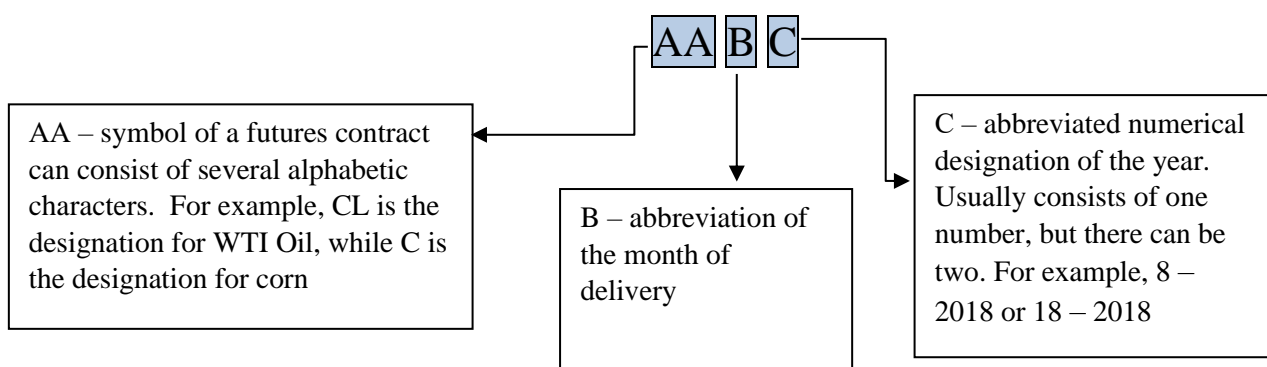 AA B C
AA – symbol of a futures contract
can consist of several alphabetic
characters.  For example, CL is the
designation for WTI Oil, while C is
the designation for corn
B – abbreviation of
the month of
delivery
C – abbreviated numerical
designation of the year.
Usually consists of one
number, but there can be
two. For example, 8 –
2018 or 18 – 2018